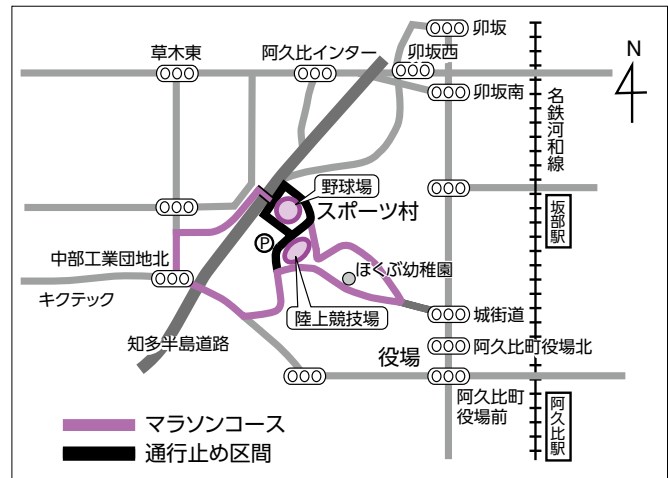 卯坂
草木東
阿久比インター
卯坂西
N
卯坂南
名鉄河和線
野球場
スポーツ村
坂部駅
P
中部工業団地北
ほくぶ幼稚園
キクテック
陸上競技場
城街道
知多半島道路
役場
阿久比町役場北
阿久比町
役場前
阿久比駅
マラソンコース
通行止め区間